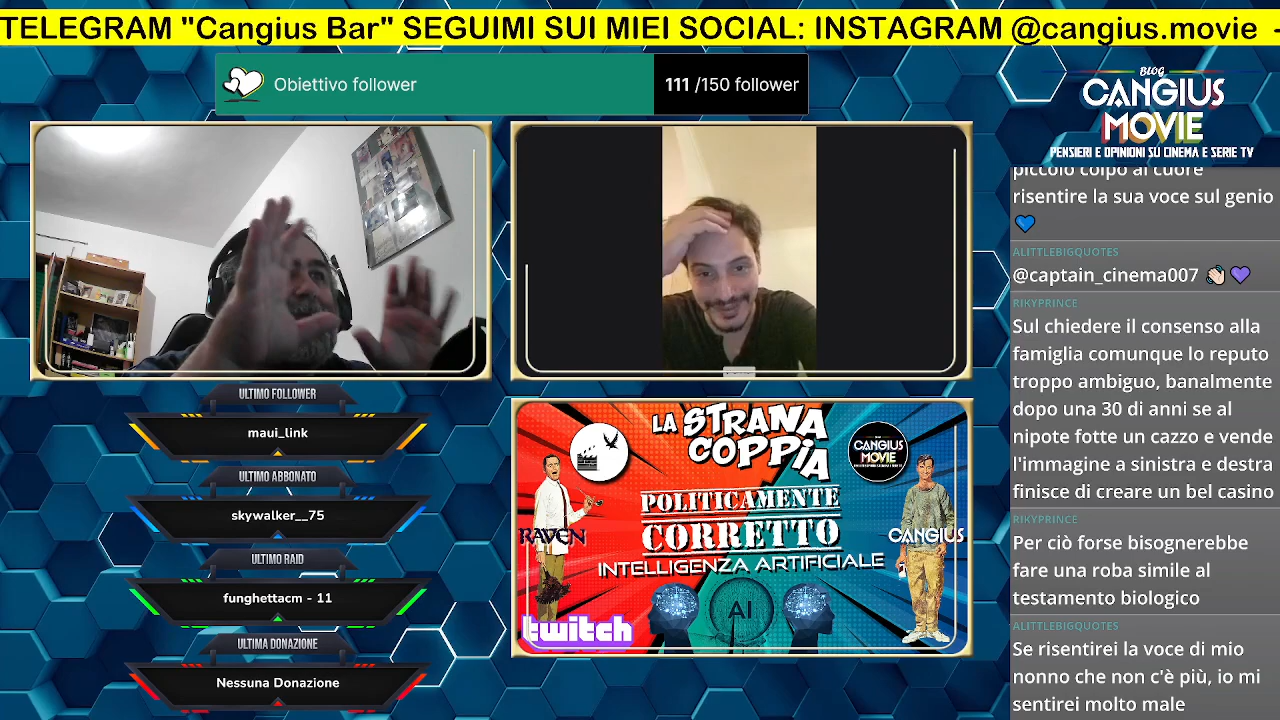 TELEGRAM "Cangius Bar" SEGUIMI SUI MIEI SOCIAL: INSTAGRAM @cangius.movie -
Obiettivo follower
111 /150 follower
BLOG
CANGIUS
MOVIE
PENSIERI E OPINIONI SU CINEMA E SERIE TV
piccolo colpo al cuore
risentire la sua voce sul genio
💙
ALITTLEBIGQUOTES
@captain_cinema007 👏🏻💜
RIKYPRINCE
Sul chiedere il consenso alla
famiglia comunque lo reputo
troppo ambiguo, banalmente
dopo una 30 di anni se al
nipote fotte un cazzo e vende
l'immagine a sinistra e destra
finisce di creare un bel casino
RIKYPRINCE
Per ciò forse bisognerebbe
fare una roba simile al
testamento biologico
ALITTLEBIGQUOTES
Se risentirei la voce di mio
nonno che non c'è più, io mi
sentirei molto male
ULTIMO FOLLOWER
maui_link
ULTIMO ABBONATO
skywalker__75
ULTIMO RAID
funghettacm - 11
ULTIMA DONAZIONE
Nessuna Donazione
LA STRANA
COPPIA
CANGIUS
MOVIE
POLITICAMENTE
CORRETTO
INTELLIGENZA ARTIFICIALE
RAVEN
CANGIUS
AI
twitch